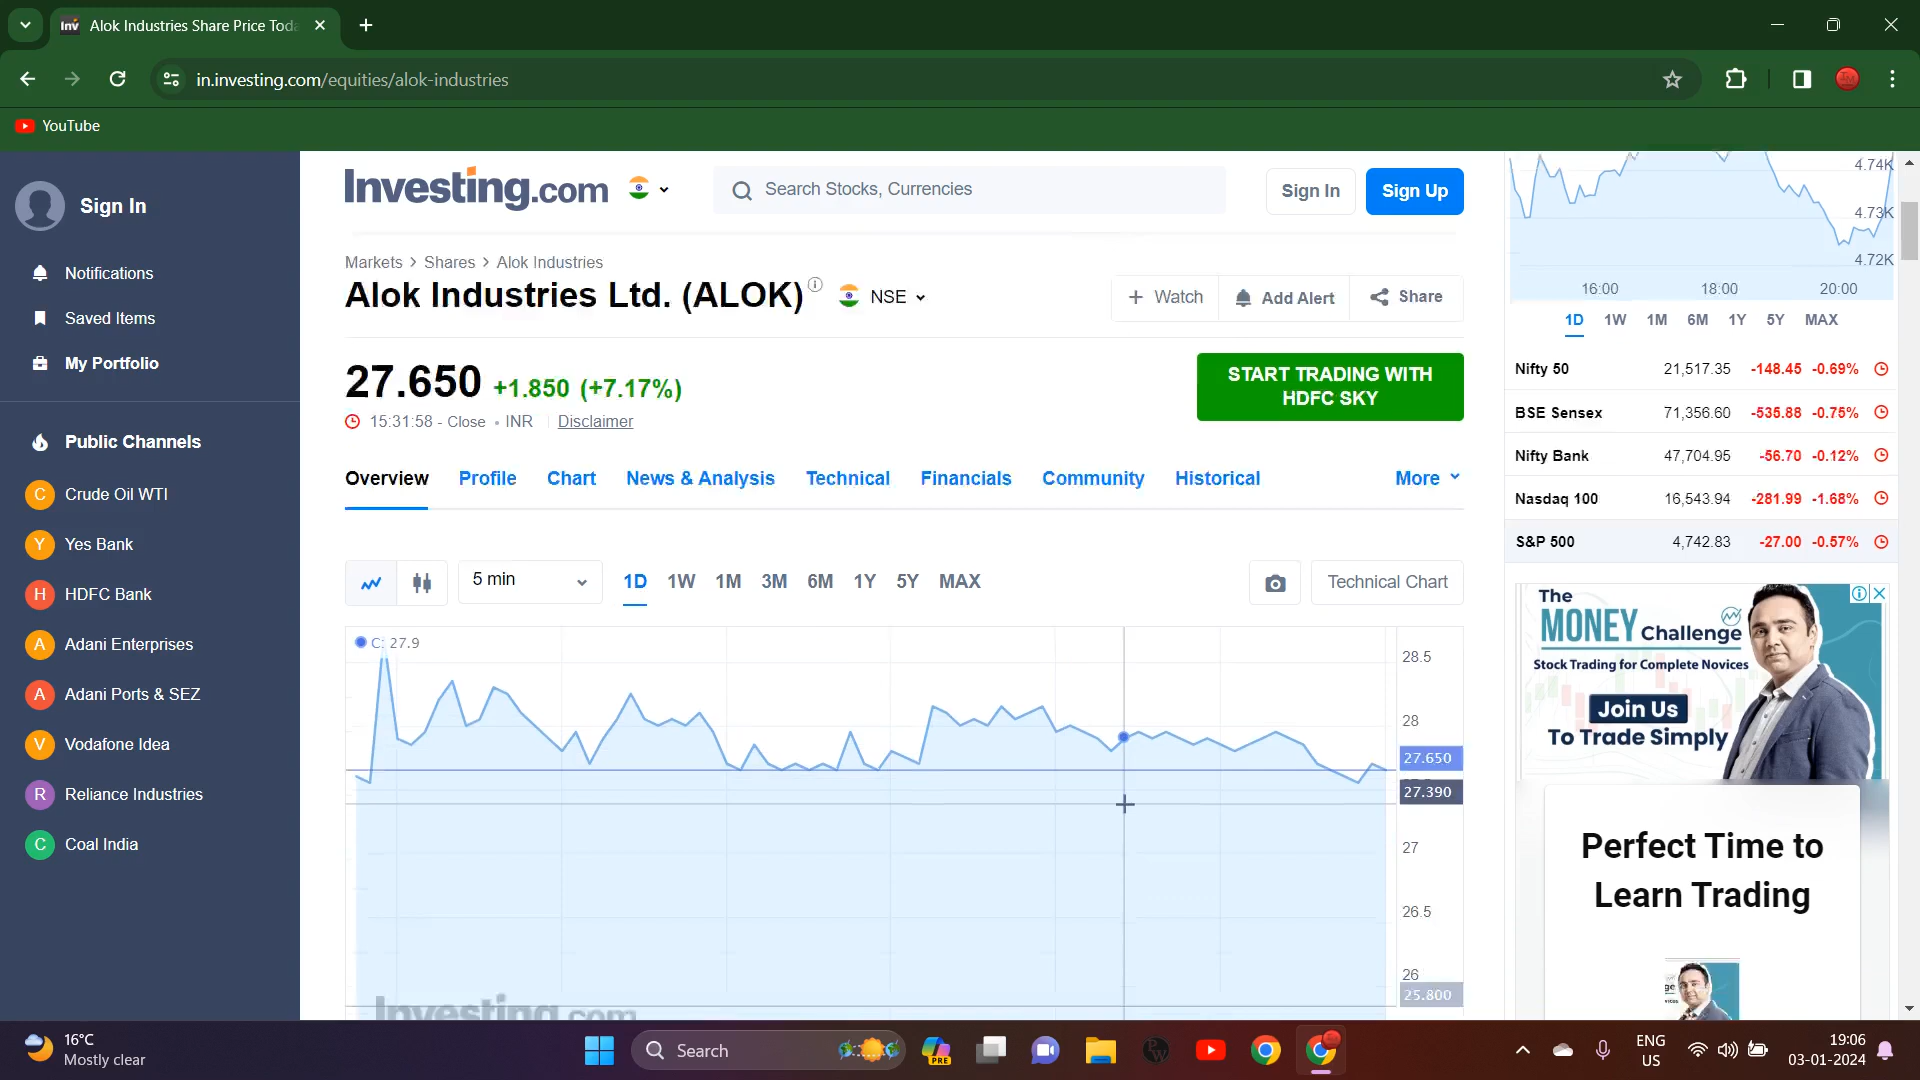 Inv Alok Industries Share Price Toda
in.investing.com/equities/alok-industries
YouTube
Sign In
Notifications
Saved Items
My Portfolio
Public Channels
C Crude Oil WTI
Y Yes Bank
H HDFC Bank
A Adani Enterprises
A Adani Ports & SEZ
V Vodafone Idea
R Reliance Industries
C Coal India
Investing.com
Search Stocks, Currencies
Sign In
Sign Up
Markets > Shares > Alok Industries
Alok Industries Ltd. (ALOK)
NSE
+ Watch
Add Alert
Share
27.650 +1.850 (+7.17%)
15:31:58 - Close • INR
Disclaimer
START TRADING WITH
HDFC SKY
Overview Profile Chart News & Analysis Technical Financials Community Historical More
5 min
1D 1W 1M 3M 6M 1Y 5Y MAX
Technical Chart
C: 27.9
28.5
28
27.650
27.390
27
26.5
26
25.800
Investing.com
4.74K
4.73K
4.72K
16:00 18:00 20:00
1D 1W 1M 6M 1Y 5Y MAX
Nifty 50 21,517.35 -148.45 -0.69%
BSE Sensex 71,356.60 -535.88 -0.75%
Nifty Bank 47,704.95 -56.70 -0.12%
Nasdaq 100 16,543.94 -281.99 -1.68%
S&P 500 4,742.83 -27.00 -0.57%
The
MONEY Challenge
Stock Trading for Complete Novices
Join Us
To Trade Simply
Perfect Time to
Learn Trading
16°C
Mostly clear
Search
PRE
ENG
US
19:06
03-01-2024